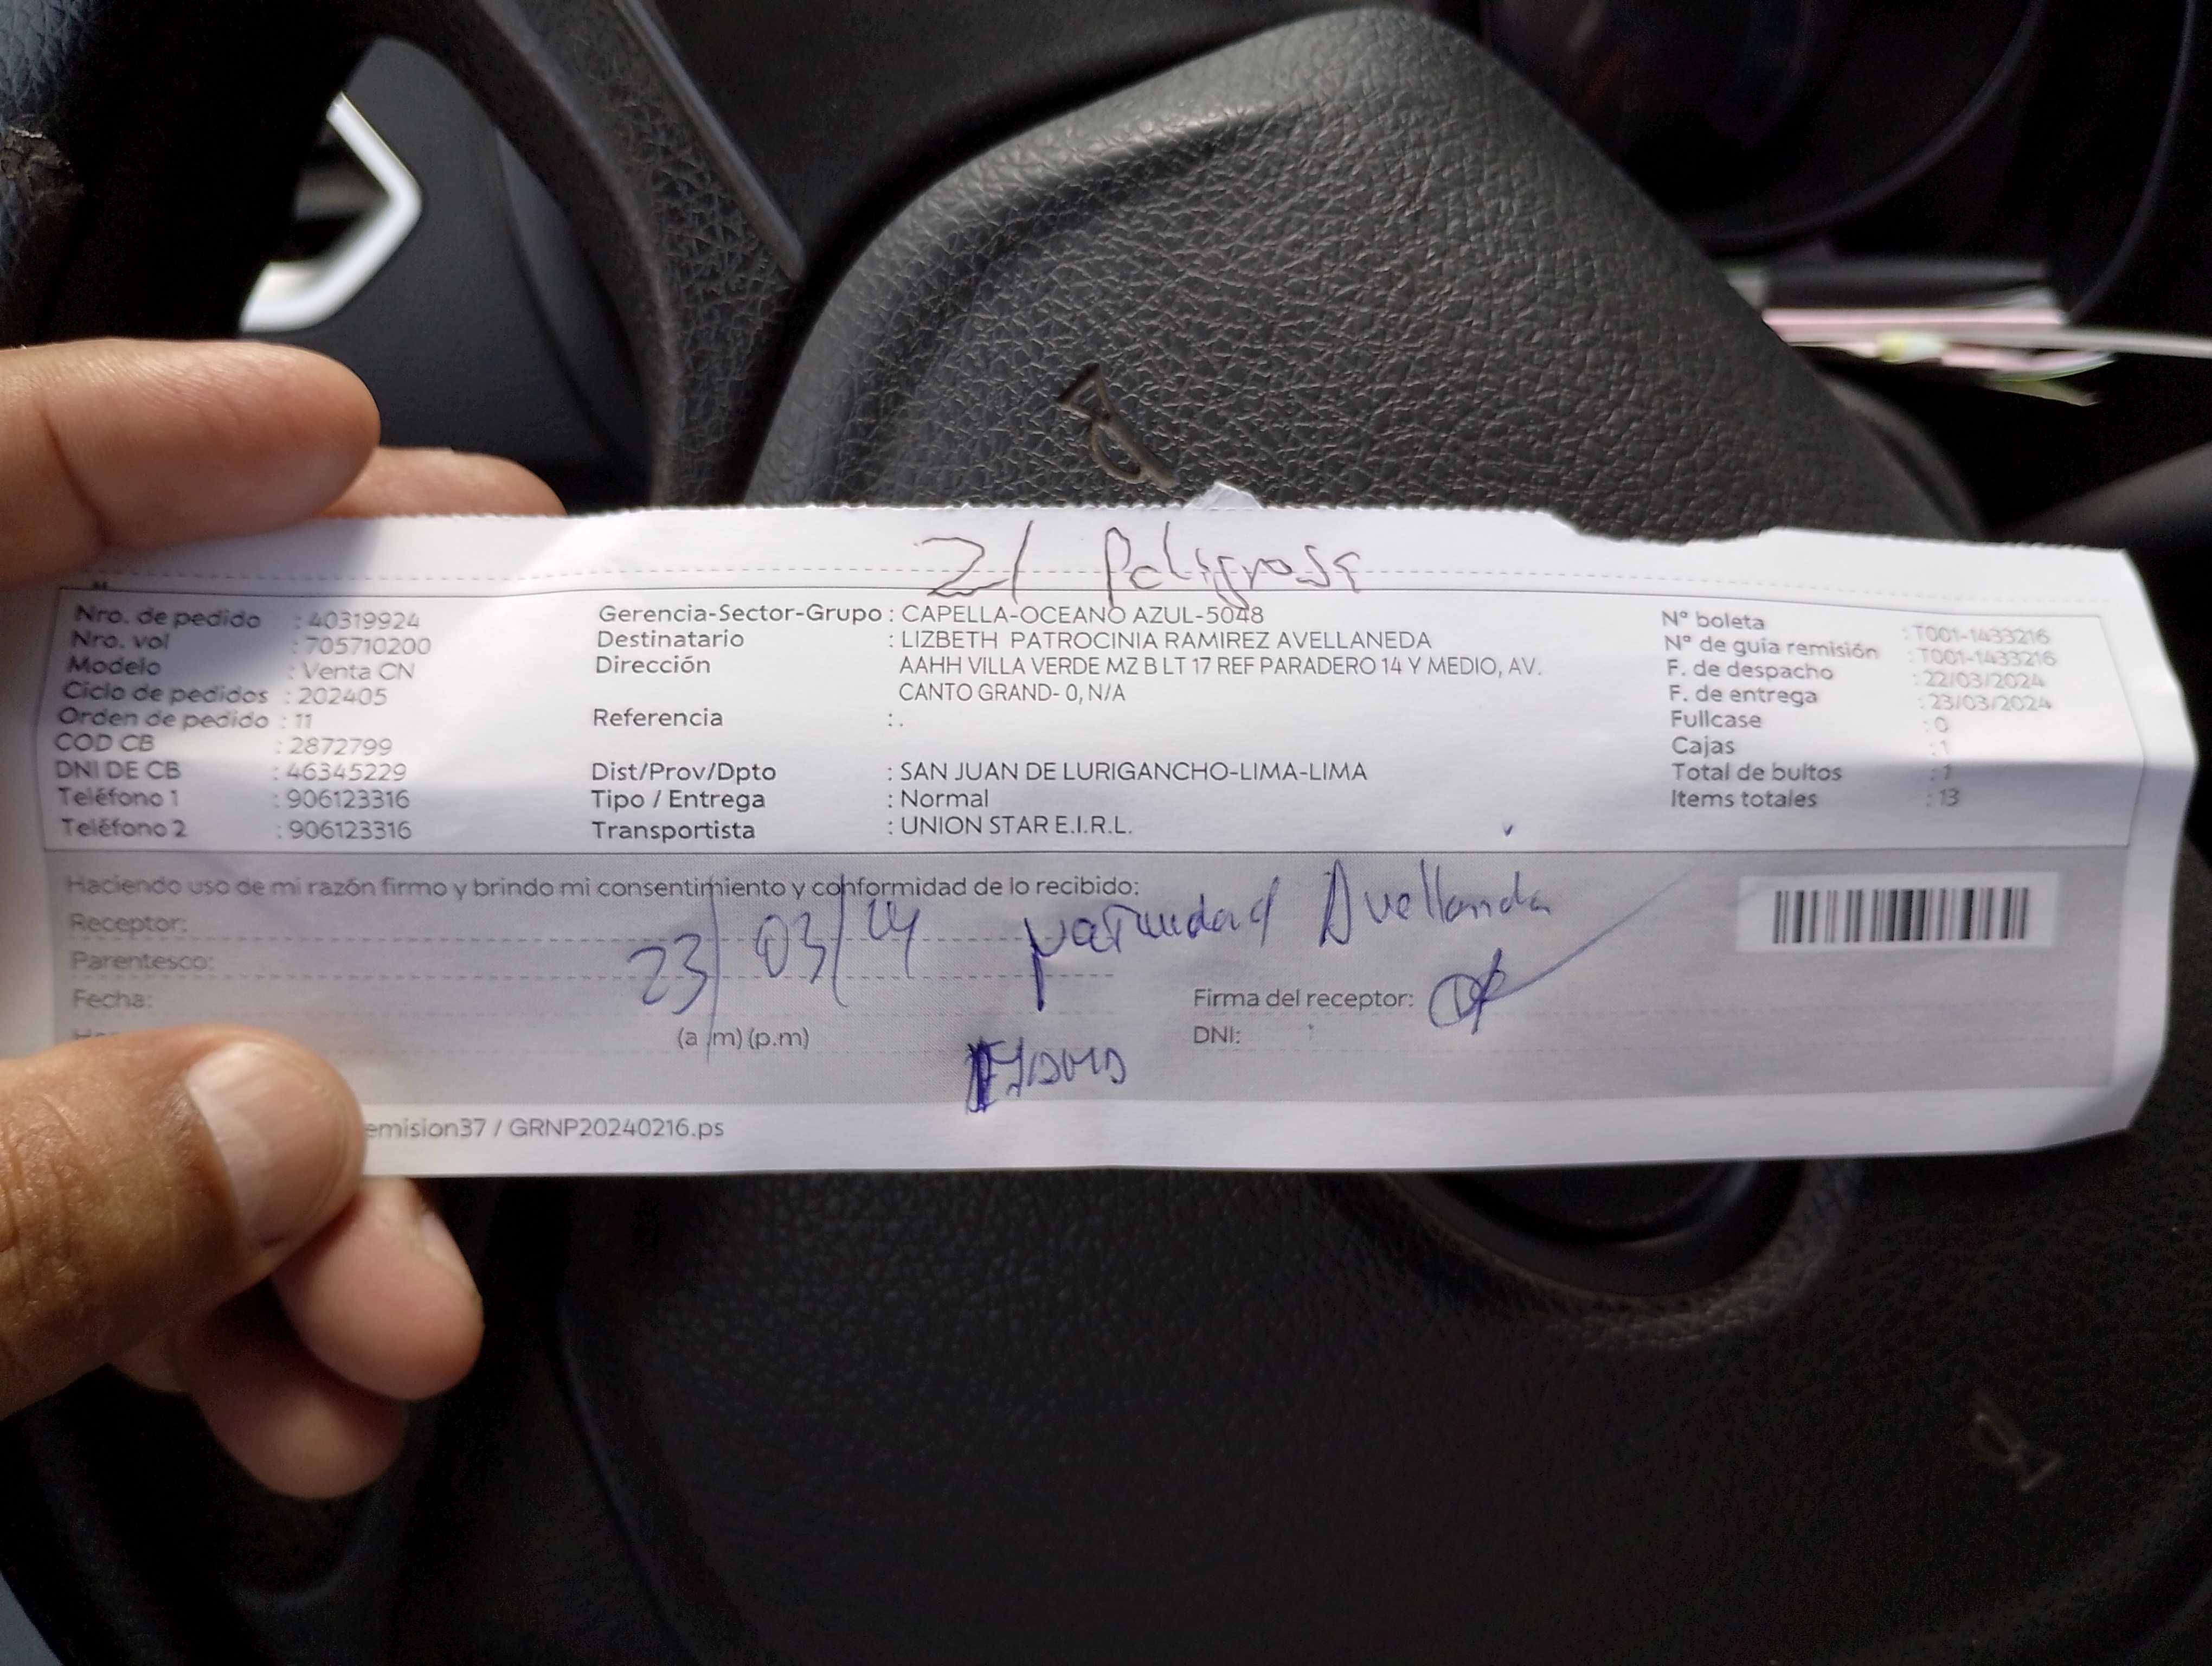 21 Peligrosa
Nro. de pedido : 40319924
Nro. vol : 705710200
Modelo : Venta CN
Ciclo de pedidos : 202405
Orden de pedido : 11
COD CB : 2872799
DNI DE CB : 46345229
Teléfono 1 : 906123316
Teléfono 2 : 906123316
Gerencia-Sector-Grupo : CAPELLA-OCEANO AZUL-5048
Destinatario : LIZBETH PATROCINIA RAMIREZ AVELLANEDA
Dirección : AAHH VILLA VERDE MZ B LT 17 REF PARADERO 14 Y MEDIO, AV.
CANTO GRAND- 0, N/A
Referencia : .
Dist/Prov/Dpto : SAN JUAN DE LURIGANCHO-LIMA-LIMA
Tipo / Entrega : Normal
Transportista : UNION STAR E.I.R.L.
Nº boleta : T001-1433216
Nº de guía remisión : T001-1433216
F. de despacho : 22/03/2024
F. de entrega : 23/03/2024
Fullcase : 0
Cajas : 1
Total de bultos : 1
Items totales : 13
Haciendo uso de mi razón firmo y brindo mi consentimiento y conformidad de lo recibido:
Receptor:
Parentesco:
Fecha:
23/03/24
Avellanda
(a.m) (p.m)
Firma del receptor:
DNI:
emision37 / GRNP20240216.ps